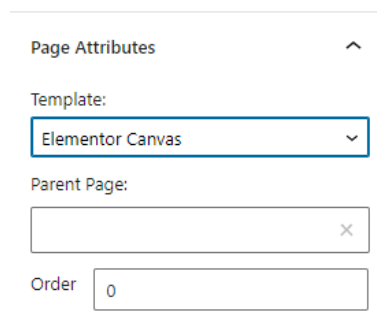 Page Attributes
Template:
Elementor Canvas
Parent Page:
Order 0